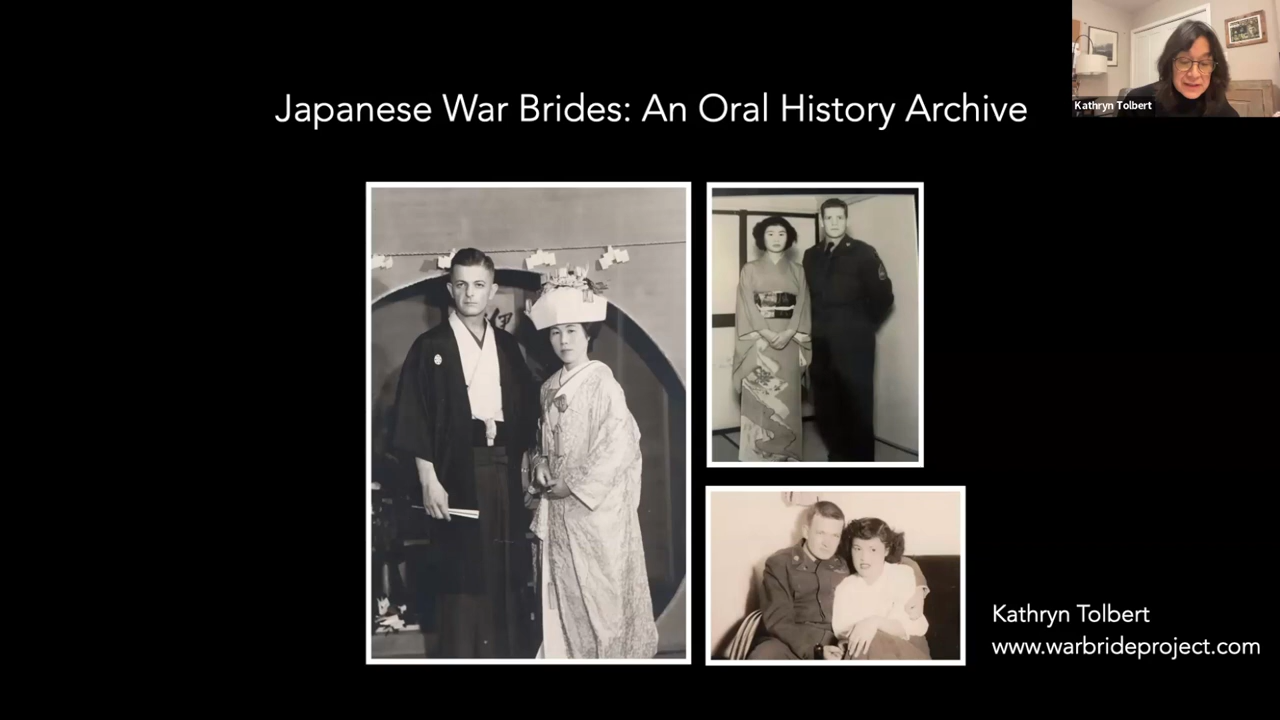 Japanese War Brides: An Oral History Archive
Kathryn Tolbert
Kathryn Tolbert
www.warbrideproject.com